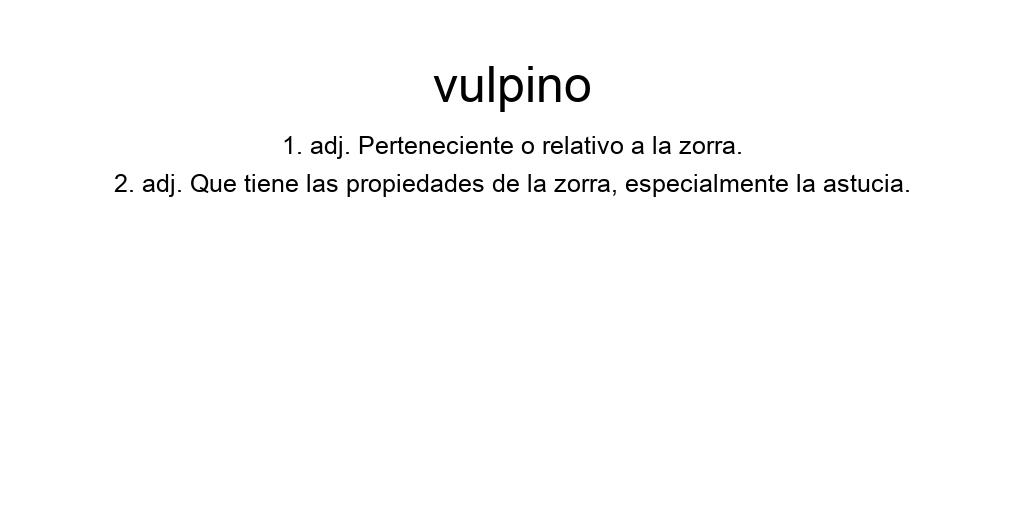 vulpino
1. adj. Perteneciente o relativo a la zorra.
2. adj. Que tiene las propiedades de la zorra, especialmente la astucia.